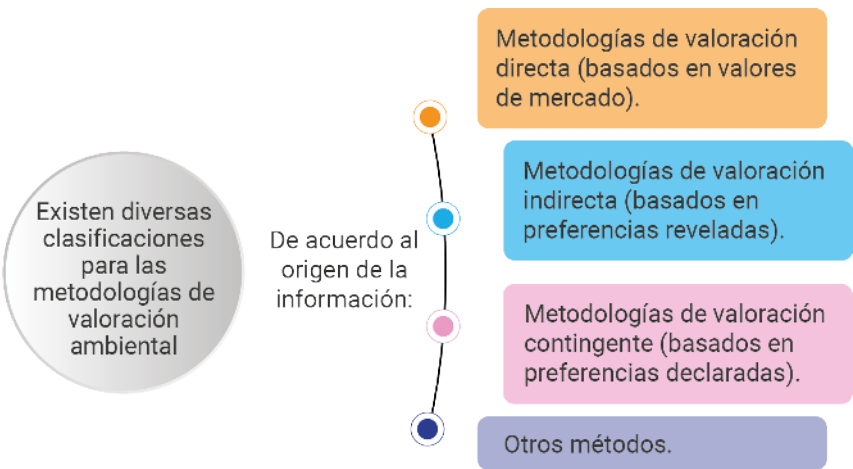 Existen diversas
clasificaciones
para las
metodologías de
valoración
ambiental
De acuerdo al
origen de la
información:
Metodologías de valoración
directa (basados en valores
de mercado).
Metodologías de valoración
indirecta (basados en
preferencias reveladas).
Metodologías de valoración
contingente (basados en
preferencias declaradas).
Otros métodos.